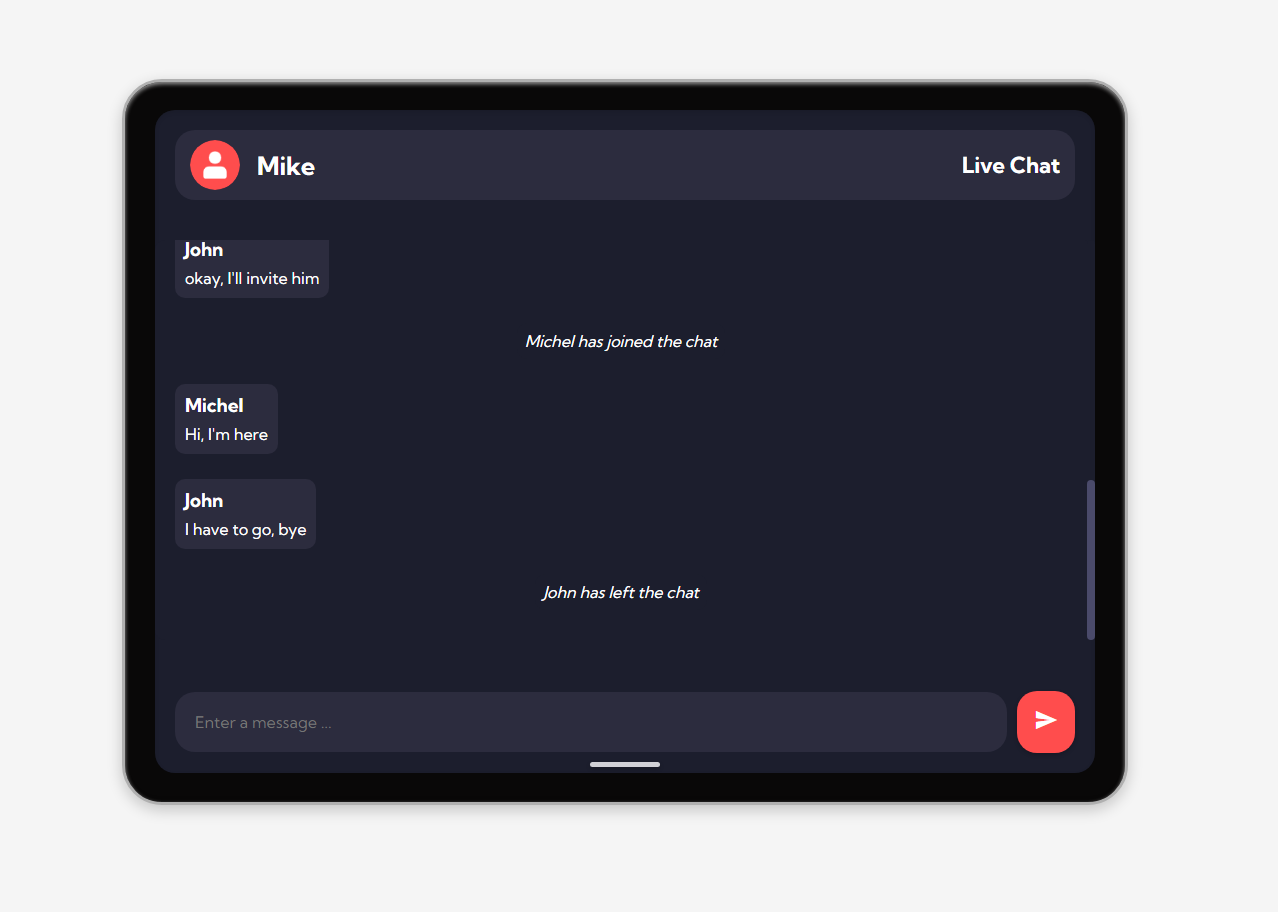 Mike
Live Chat
John
okay, I'll invite him
Michel has joined the chat
Michel
Hi, I'm here
John
I have to go, bye
John has left the chat
Enter a message ...